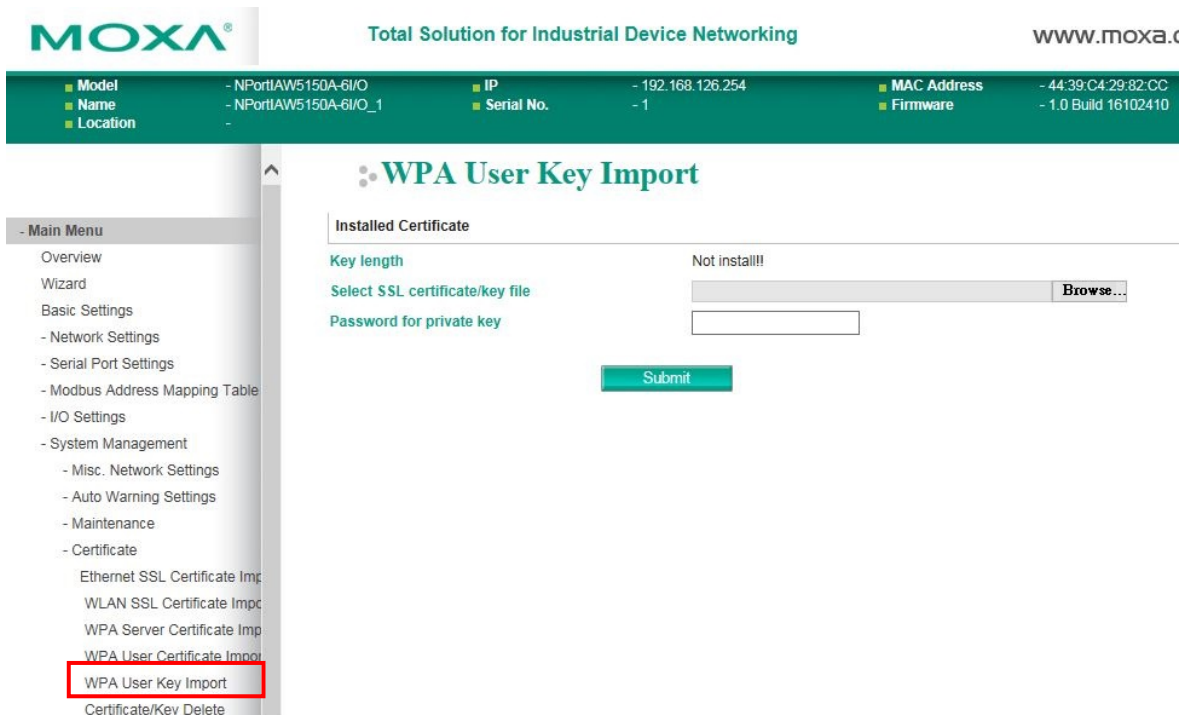 MOXA®
Total Solution for Industrial Device Networking
www.moxa.c
Model - NPortIAW5150A-6I/O IP - 192.168.126.254 MAC Address - 44:39:C4:29:82:CC
Name - NPortIAW5150A-6I/O_1 Serial No. - 1 Firmware - 1.0 Build 16102410
Location -
WPA User Key Import
Installed Certificate
Key length Not install!!
Select SSL certificate/key file Browse...
Password for private key
Submit
- Main Menu
Overview
Wizard
Basic Settings
- Network Settings
- Serial Port Settings
- Modbus Address Mapping Table
- I/O Settings
- System Management
- Misc. Network Settings
- Auto Warning Settings
- Maintenance
- Certificate
Ethernet SSL Certificate Imp
WLAN SSL Certificate Impo
WPA Server Certificate Imp
WPA User Certificate Impor
WPA User Key Import
Certificate/Key Delete